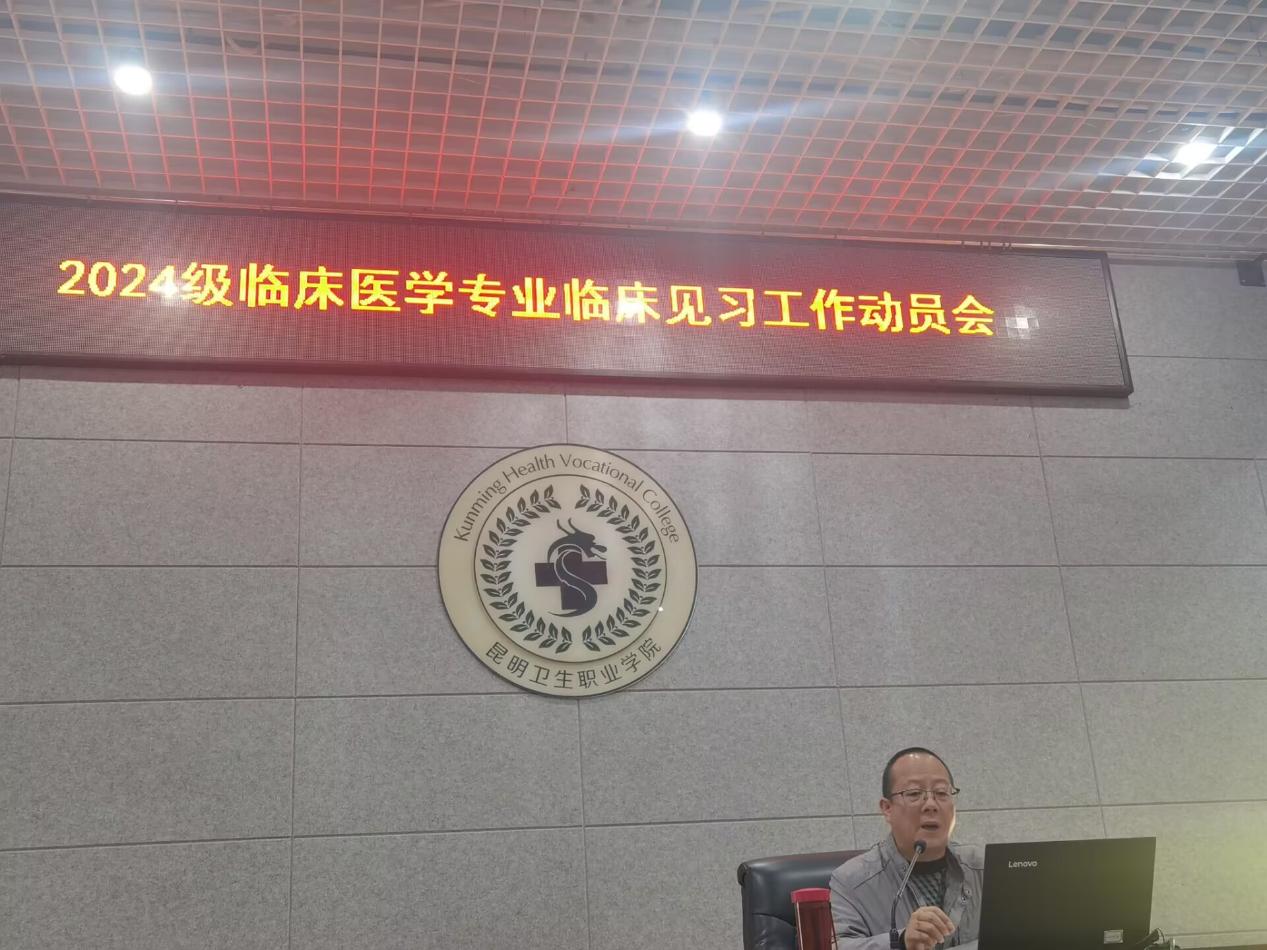 2024级临床医学专业临床见习工作动员会
Kunming Health Vocational College
昆明卫生职业学院
Lenovo